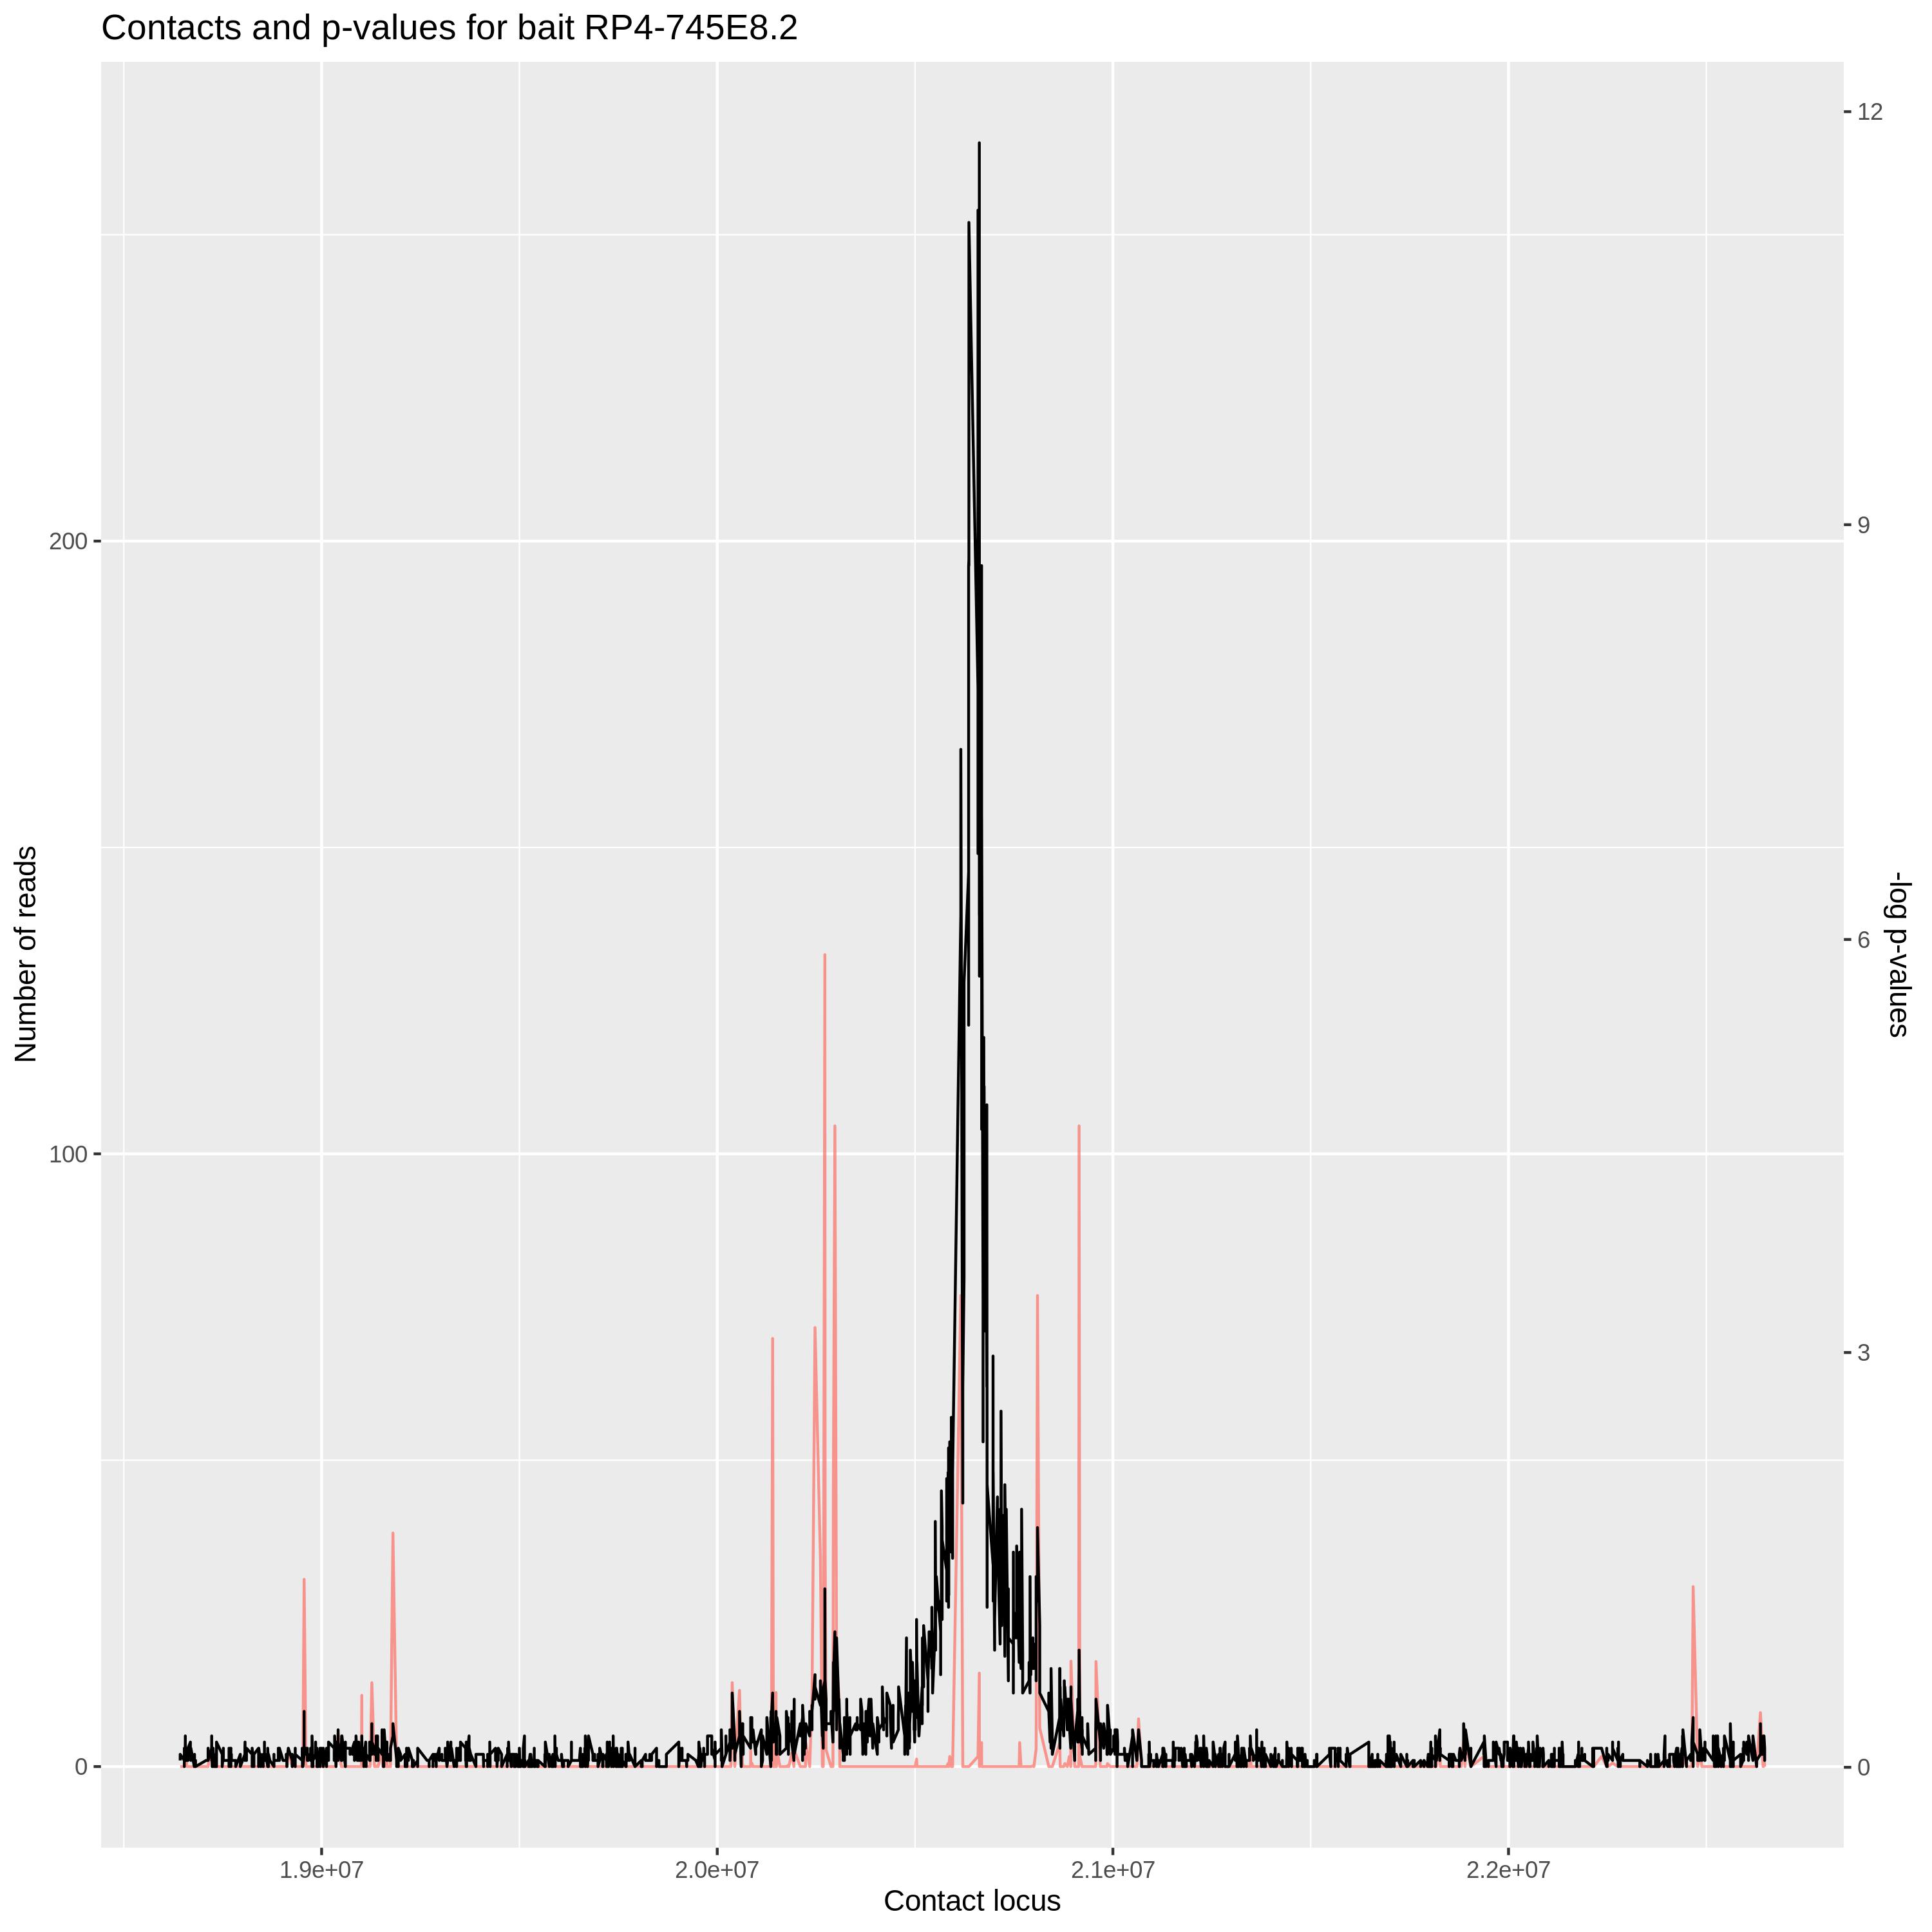 Contacts and p-values for bait RP4-745E8.2
Number of reads
200
100
0
12
9
6
3
0
-log p-values
1.9e+07
2.0e+07
2.1e+07
2.2e+07
Contact locus